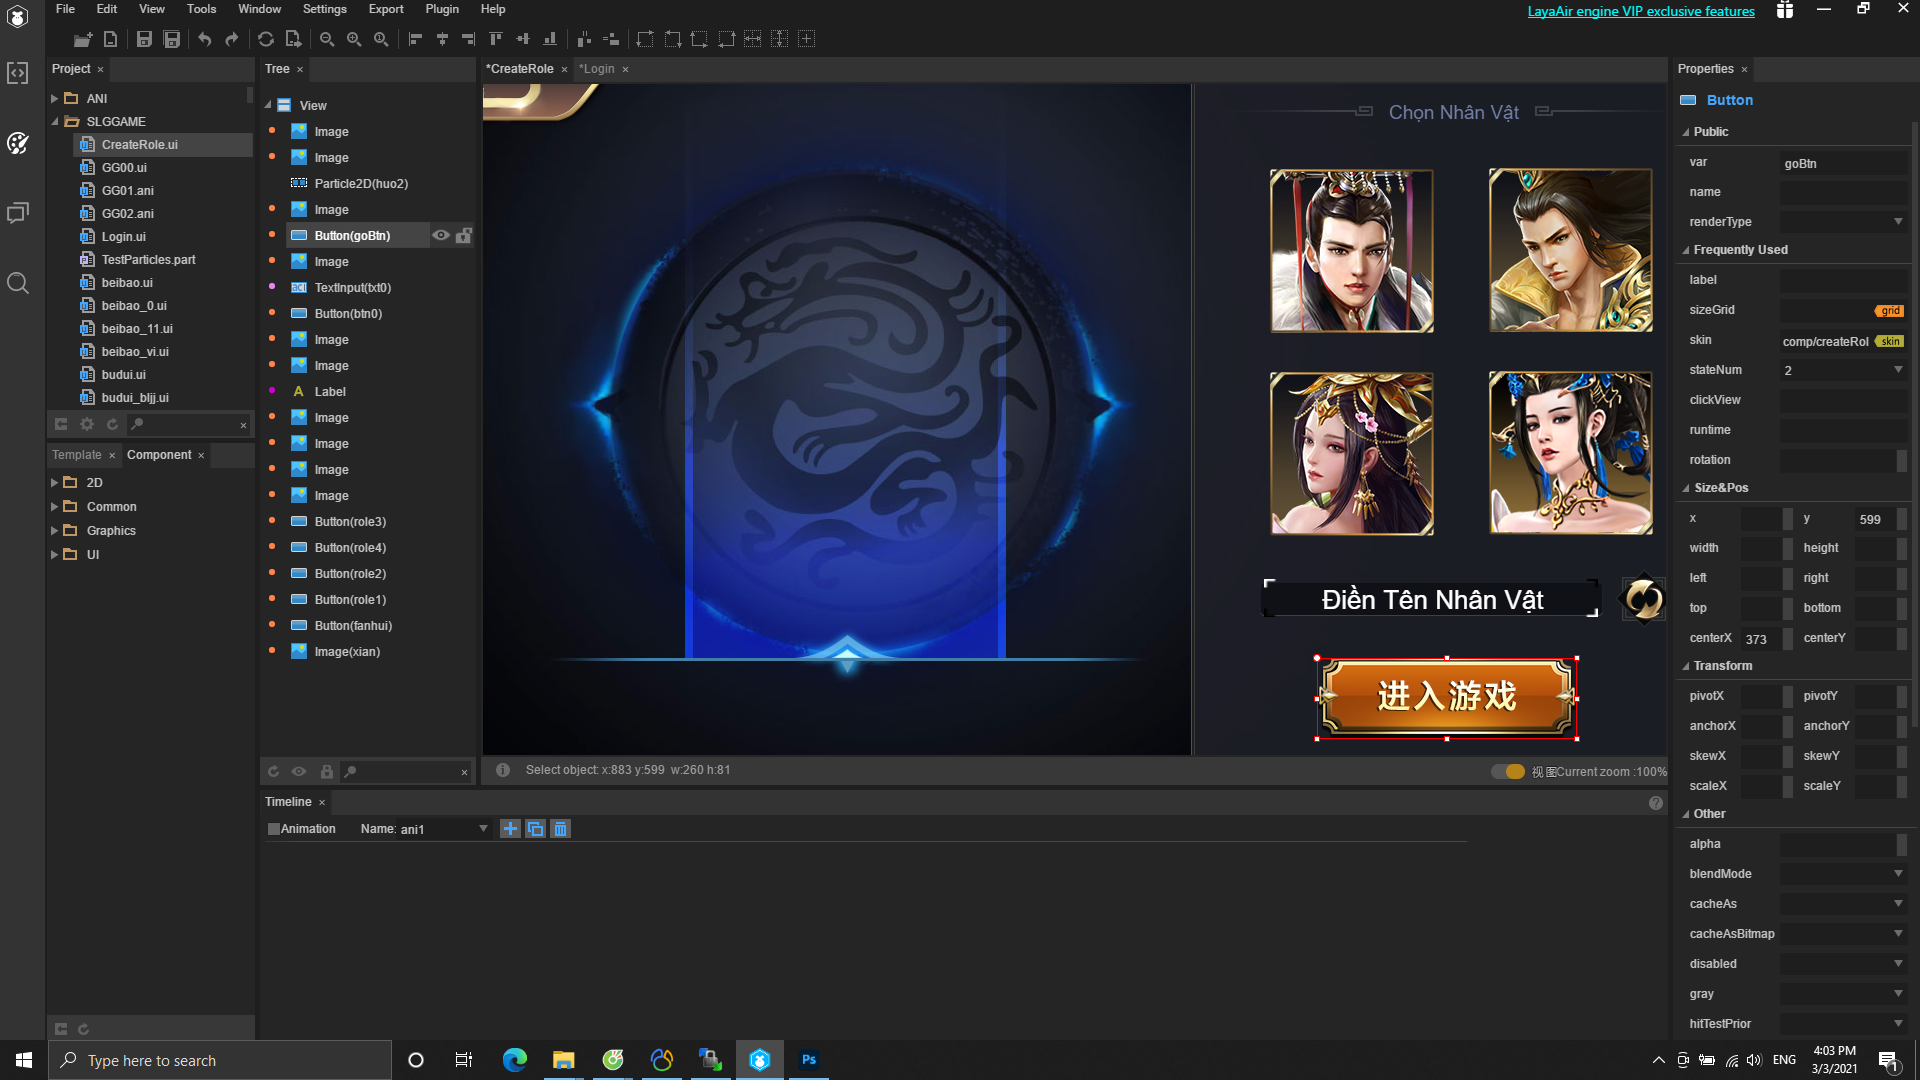 File Edit View Tools Window Settings Export Plugin Help
LayaAir engine VIP exclusive features
Project
ANI
SLGGAME
CreateRole.ui
GG00.ui
GG01.ani
GG02.ani
Login.ui
TestParticles.part
beibao.ui
beibao_0.ui
beibao_11.ui
beibao_vi.ui
budui.ui
budui_bljj.ui
Template Component
2D
Common
Graphics
UI
Tree
View
Image
Image
Particle2D(huo2)
Image
Button(goBtn)
Image
TextInput(txt0)
Button(btn0)
Image
Image
Label
Image
Image
Image
Image
Button(role3)
Button(role4)
Button(role2)
Button(role1)
Button(fanhui)
Image(xian)
*CreateRole *Login
Chọn Nhân Vật
Điền Tên Nhân Vật
进入游戏
Select object: x:883 y:599 w:260 h:81
视图Current zoom :100%
Timeline
Animation Name: ani1
Properties
Button
Public
var goBtn
name
renderType
Frequently Used
label
sizeGrid grid
skin comp/createRol skin
stateNum 2
clickView
runtime
rotation
Size&Pos
x y 599
width height
left right
top bottom
centerX 373 centerY
Transform
pivotX pivotY
anchorX anchorY
skewX skewY
scaleX scaleY
Other
alpha
blendMode
cacheAs
cacheAsBitmap
disabled
gray
hitTestPrior
Type here to search
Ps
ENG
4:03 PM
3/3/2021
1